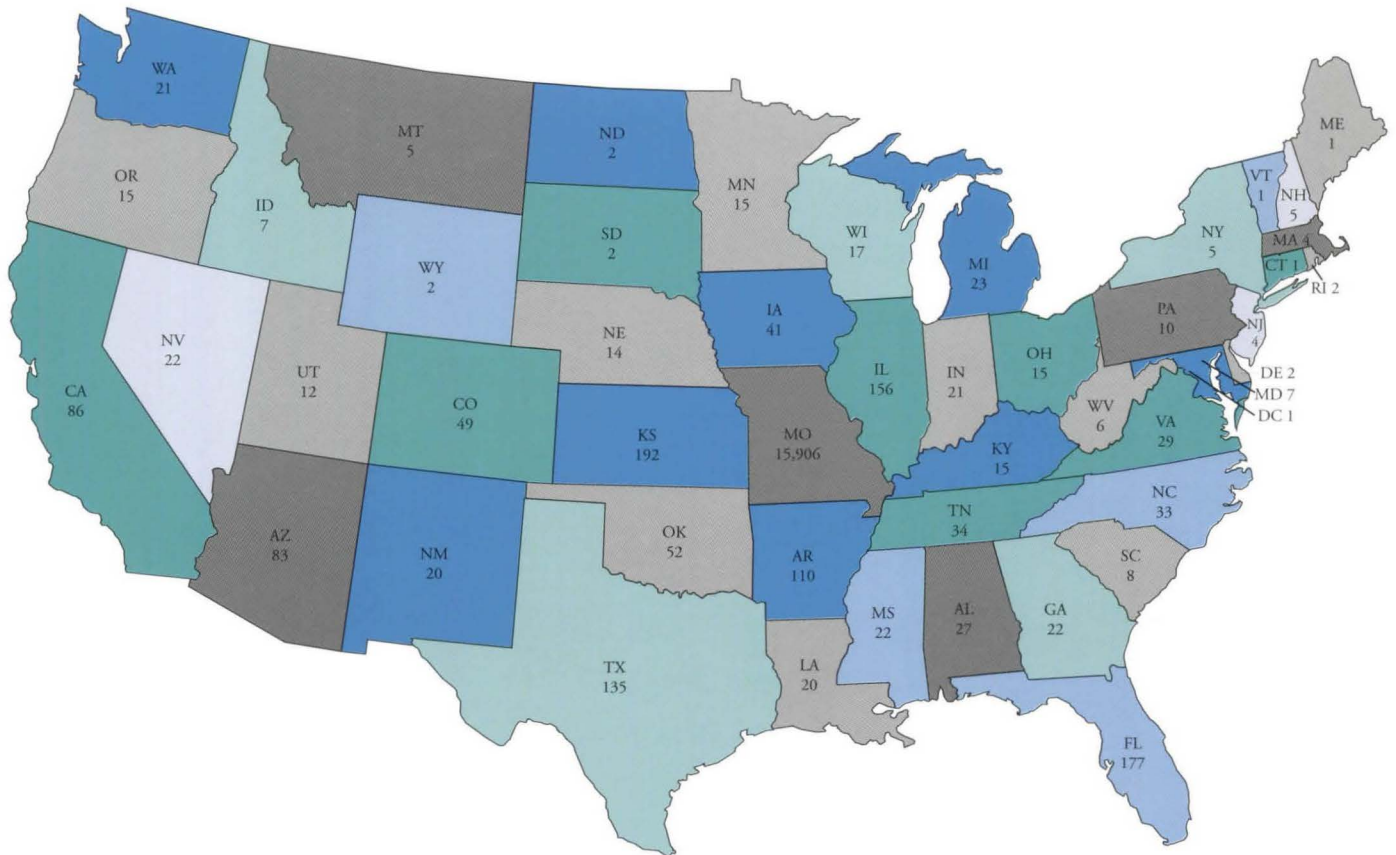 WA
21
MT
5
ND
2
MN
15
OR
15
ID
7
SD
2
WI
17
MI
23
NY
5
VT
1
NH
5
ME
1
MA 4
CT 1
RI 2
WY
2
IA
41
NE
14
NV
22
UT
12
CA
86
CO
49
KS
192
MO
15,906
IL
156
IN
21
OH
15
PA
10
NJ
4
DE 2
MD 7
DC 1
WV
6
VA
29
KY
15
NC
33
TN
34
SC
8
AZ
83
NM
20
OK
52
AR
110
MS
22
AL
27
GA
22
TX
135
LA
20
FL
177